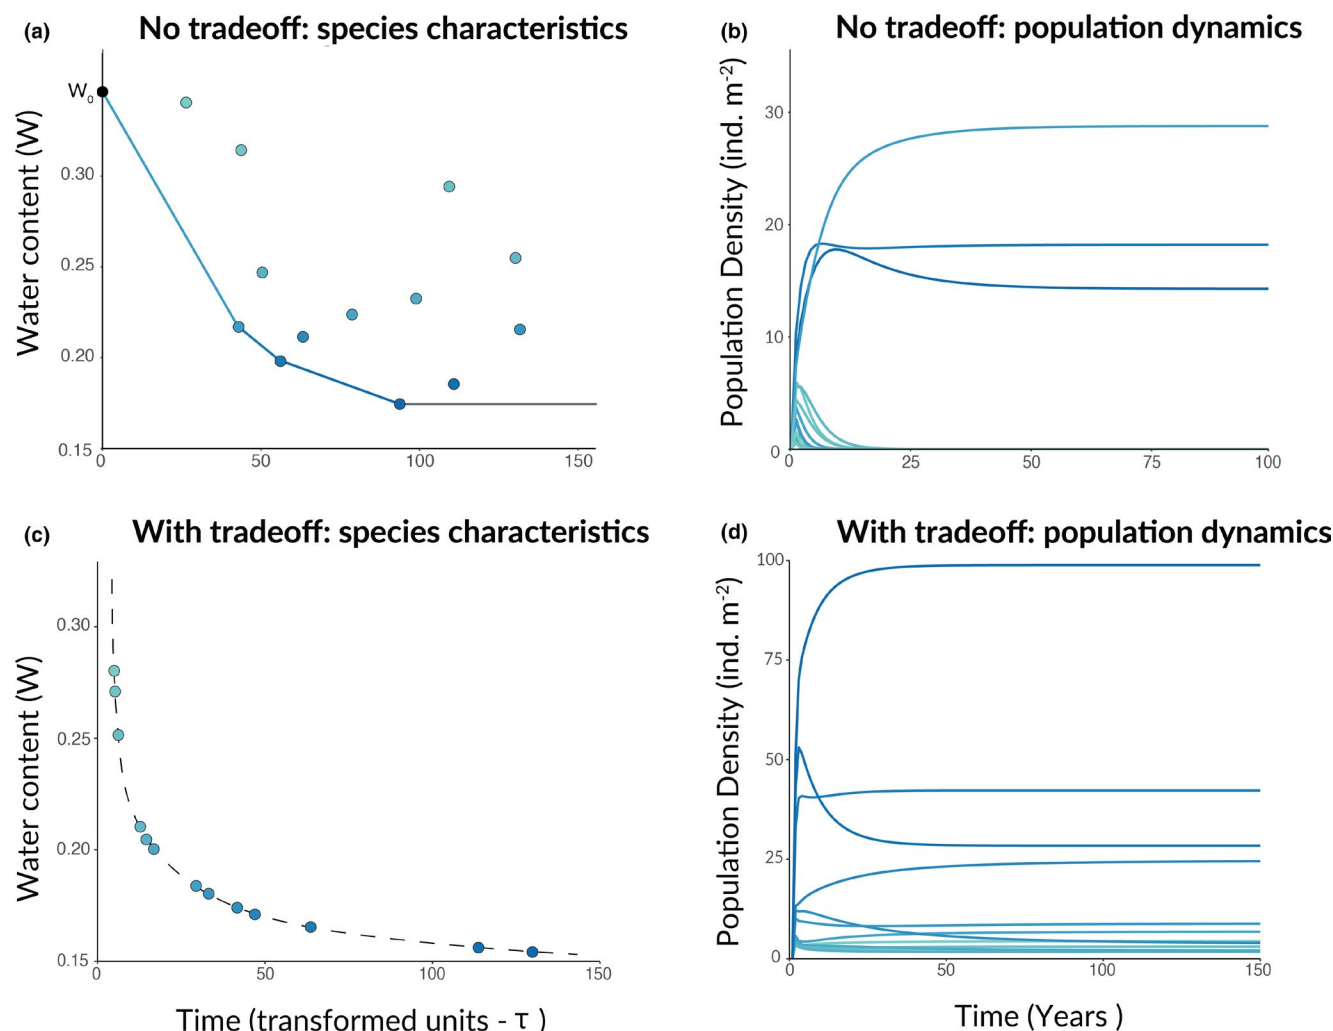 (a) No tradeoff: species characteristics
Water content (W)
W0
0.30
0.25
0.20
0.15
0 50 100 150
(b) No tradeoff: population dynamics
Population Density (ind. m-2)
30
20
10
0
0 25 50 75 100
(c) With tradeoff: species characteristics
Water content (W)
0.30
0.25
0.20
0.15
0 50 100 150
Time (transformed units - τ )
(d) With tradeoff: population dynamics
Population Density (ind. m-2)
100
75
50
25
0
0 50 100 150
Time (Years )